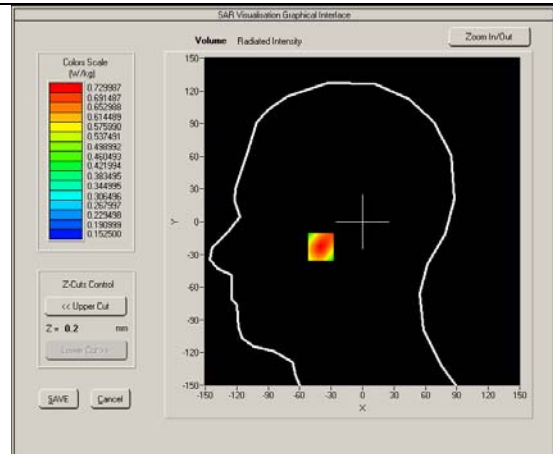 SAR Visualisation Graphical Interface
Volume Radiated Intensity
Zoom In/Out
Colors Scale
(W/kg)
0.729987
0.691487
0.652988
0.614489
0.575990
0.537491
0.498992
0.460493
0.421994
0.383495
0.344995
0.306496
0.267997
0.229498
0.190999
0.152500
Z-Cuts Control
<< Upper Cut
Z = 0.2 mm
Lower Cut >>
SAVE
Cancel
150
120
90
60
30
0
-30
-60
-90
-120
-150
Y
-150 -120 -90 -60 -30 0 30 60 90 120 150
X